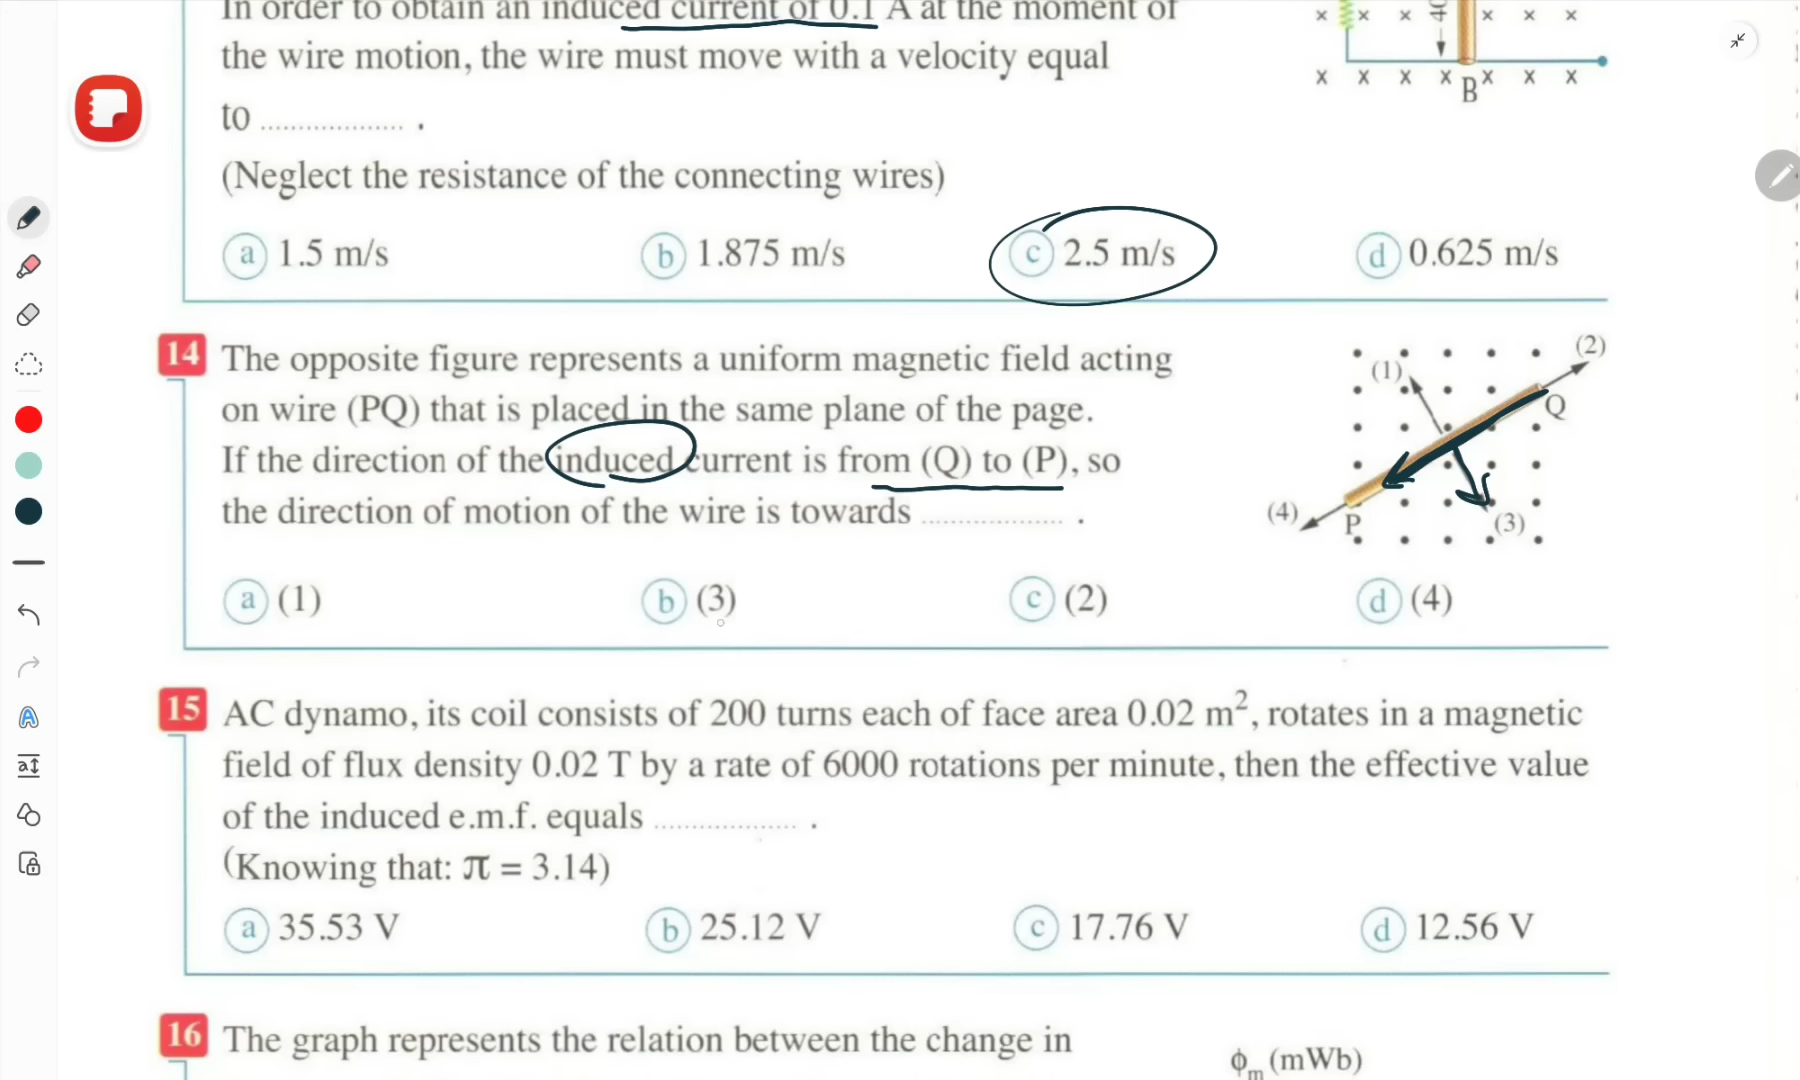 In order to obtain an induced current of 0.1 A at the moment of
the wire motion, the wire must move with a velocity equal
to ................... .
(Neglect the resistance of the connecting wires)
a 1.5 m/s b 1.875 m/s c 2.5 m/s d 0.625 m/s
x x x x x x
x x x x x x x
B
14 The opposite figure represents a uniform magnetic field acting
on wire (PQ) that is placed in the same plane of the page.
If the direction of the induced current is from (Q) to (P), so
the direction of motion of the wire is towards ................... .
(1) (2)
Q
(4) P (3)
a (1) b (3) c (2) d (4)
15 AC dynamo, its coil consists of 200 turns each of face area 0.02 m², rotates in a magnetic
field of flux density 0.02 T by a rate of 6000 rotations per minute, then the effective value
of the induced e.m.f. equals ................... .
(Knowing that: π = 3.14)
a 35.53 V b 25.12 V c 17.76 V d 12.56 V
16 The graph represents the relation between the change in
ϕm (mWb)
A
a